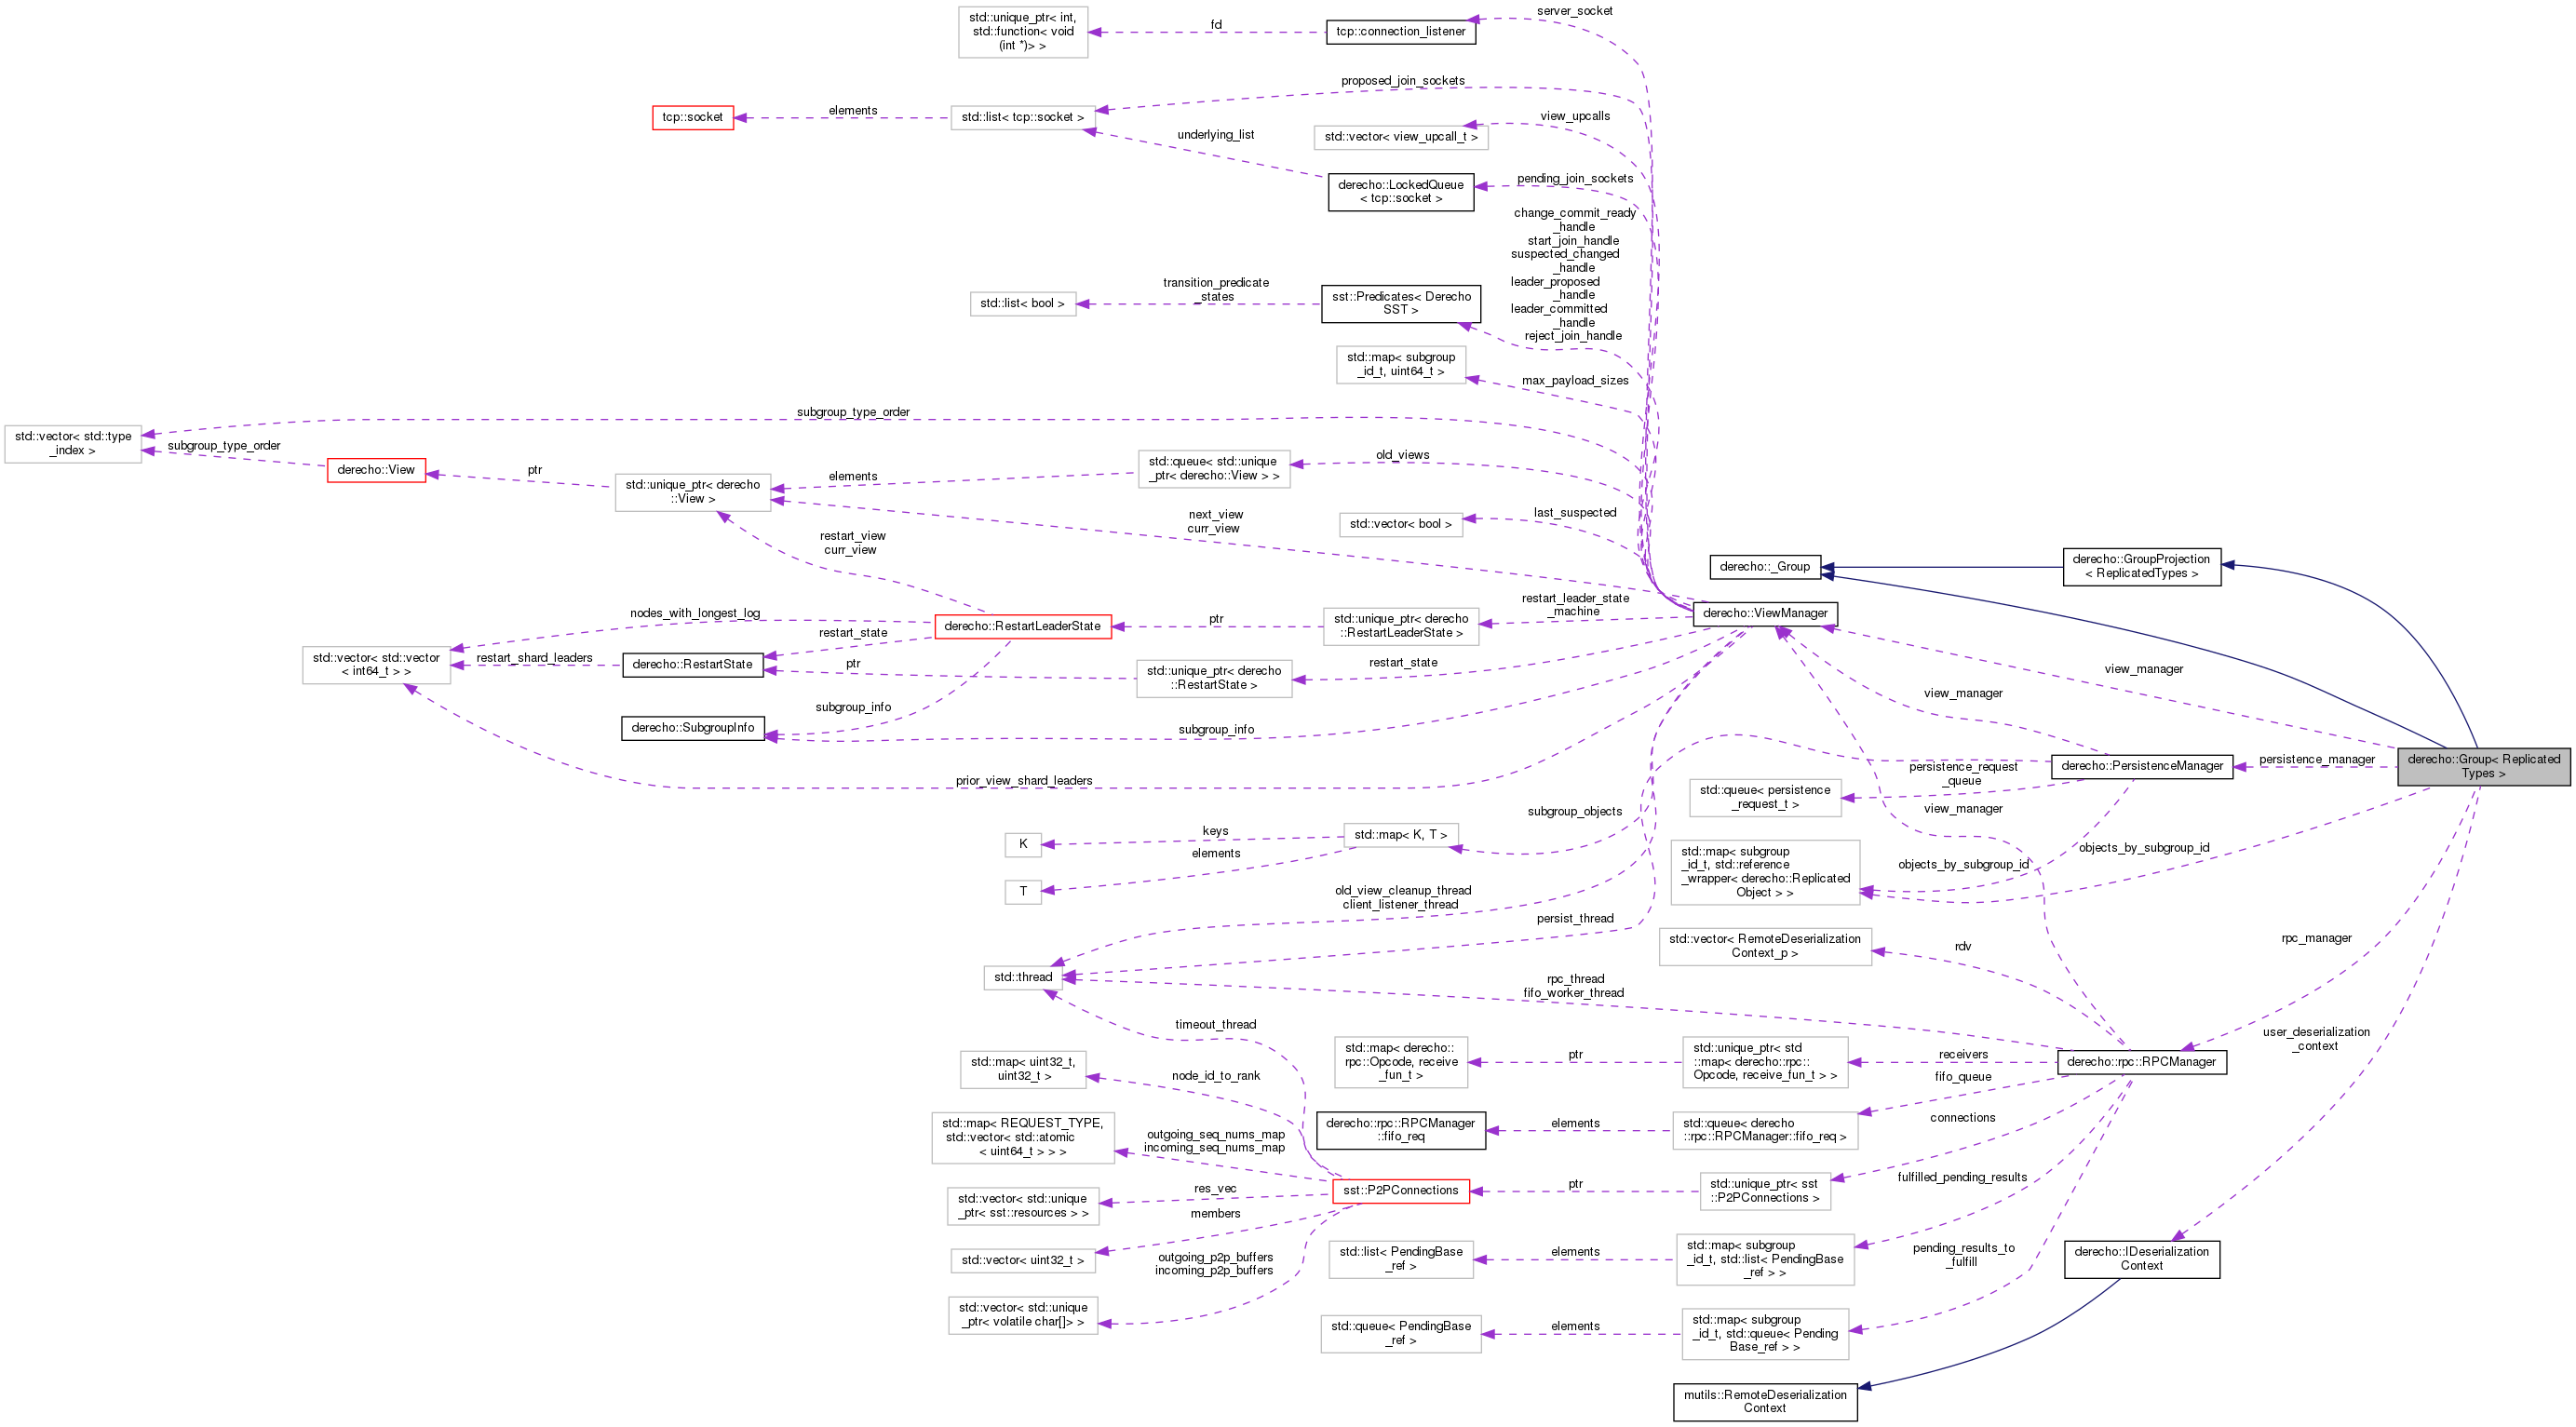 std::unique_ptr< int,
std::function< void
(int *)> >
fd
tcp::connection_listener
server_socket
tcp::socket
elements
std::list< tcp::socket >
proposed_join_sockets
underlying_list
std::vector< view_upcall_t >
view_upcalls
derecho::LockedQueue
< tcp::socket >
pending_join_sockets
std::list< bool >
transition_predicate
_states
sst::Predicates< Derecho
SST >
change_commit_ready
_handle
start_join_handle
suspected_changed
_handle
leader_proposed
_handle
leader_committed
_handle
reject_join_handle
std::map< subgroup
_id_t, uint64_t >
max_payload_sizes
std::vector< std::type
_index >
subgroup_type_order
subgroup_type_order
derecho::View
ptr
std::unique_ptr< derecho
::View >
elements
std::queue< std::unique
_ptr< derecho::View > >
old_views
next_view
curr_view
restart_view
curr_view
std::vector< bool >
last_suspected
derecho::_Group
derecho::GroupProjection
< ReplicatedTypes >
derecho::ViewManager
restart_leader_state
_machine
std::unique_ptr< derecho
::RestartLeaderState >
ptr
derecho::RestartLeaderState
nodes_with_longest_log
restart_state
std::vector< std::vector
< int64_t > >
restart_shard_leaders
derecho::RestartState
ptr
std::unique_ptr< derecho
::RestartState >
restart_state
subgroup_info
derecho::SubgroupInfo
subgroup_info
prior_view_shard_leaders
view_manager
view_manager
derecho::PersistenceManager
persistence_manager
derecho::Group< Replicated
Types >
persistence_request
_queue
std::queue< persistence
_request_t >
view_manager
K
keys
std::map< K, T >
subgroup_objects
T
elements
std::map< subgroup
_id_t, std::reference
_wrapper< derecho::Replicated
Object > >
objects_by_subgroup_id
objects_by_subgroup_id
old_view_cleanup_thread
client_listener_thread
persist_thread
std::vector< RemoteDeserialization
Context_p >
rdv
rpc_manager
std::thread
rpc_thread
fifo_worker_thread
timeout_thread
user_deserialization
_context
std::map< uint32_t,
uint32_t >
node_id_to_rank
std::map< derecho::
rpc::Opcode, receive
_fun_t >
ptr
std::unique_ptr< std
::map< derecho::rpc::
Opcode, receive_fun_t > >
receivers
derecho::rpc::RPCManager
fifo_queue
std::map< REQUEST_TYPE,
std::vector< std::atomic
< uint64_t > > >
outgoing_seq_nums_map
incoming_seq_nums_map
derecho::rpc::RPCManager
::fifo_req
elements
std::queue< derecho
::rpc::RPCManager::fifo_req >
connections
std::vector< std::unique
_ptr< sst::resources > >
res_vec
sst::P2PConnections
ptr
std::unique_ptr< sst
::P2PConnections >
fulfilled_pending_results
members
std::vector< uint32_t >
outgoing_p2p_buffers
incoming_p2p_buffers
std::vector< std::unique
_ptr< volatile char[]> >
std::list< PendingBase
_ref >
elements
std::map< subgroup
_id_t, std::list< PendingBase
_ref > >
pending_results_to
_fulfill
derecho::IDeserialization
Context
std::queue< PendingBase
_ref >
elements
std::map< subgroup
_id_t, std::queue< Pending
Base_ref > >
mutils::RemoteDeserialization
Context